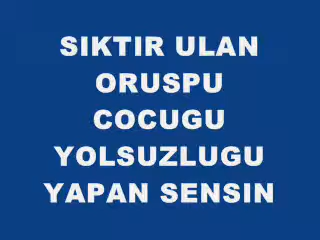 SIKTIR ULAN
ORUSPU
COCUGU
YOLSUZLUGU
YAPAN SENSIN